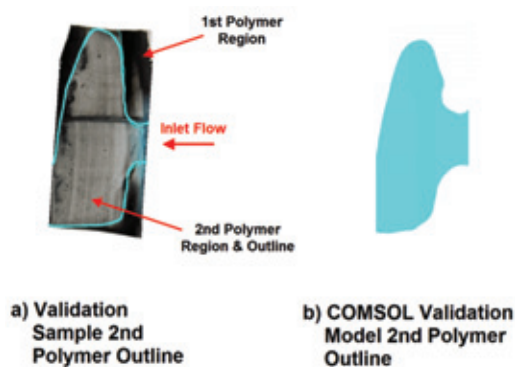 1st Polymer
Region
Inlet Flow
2nd Polymer
Region & Outline
a) Validation
Sample 2nd
Polymer Outline
b) COMSOL Validation
Model 2nd Polymer
Outline